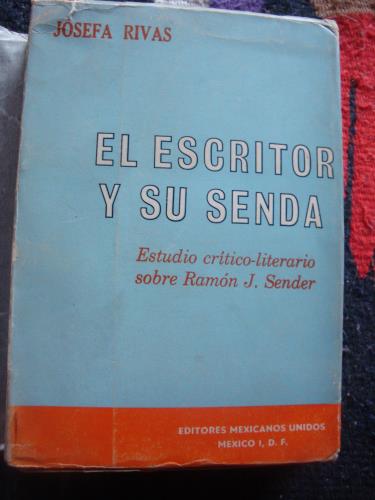 JOSEFA RIVAS
EL ESCRITOR
Y SU SENDA
Estudio crítico-literario
sobre Ramón J. Sender
EDITORES MEXICANOS UNIDOS
MEXICO I, D. F.